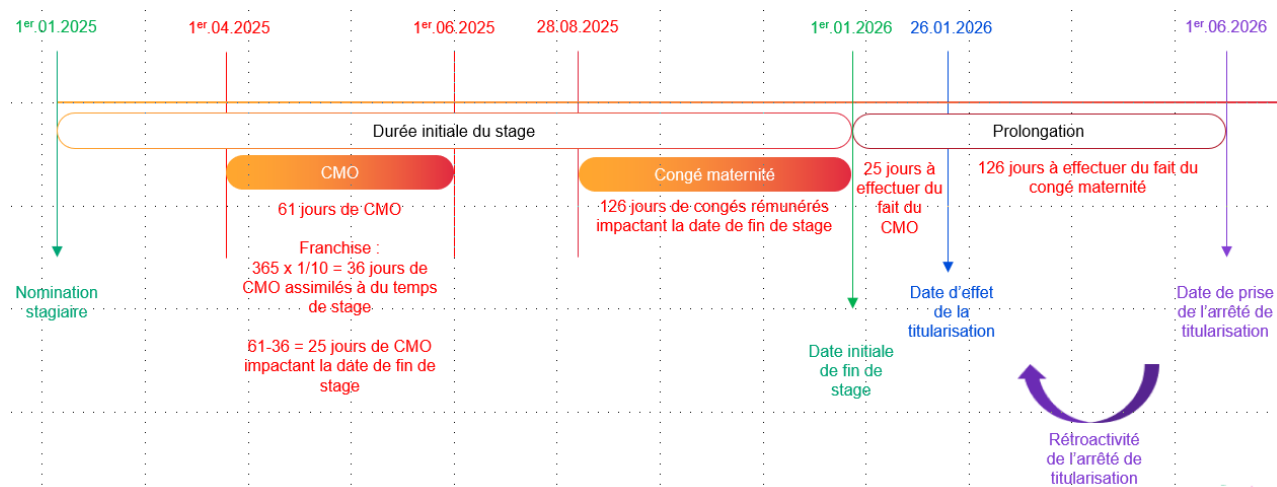 1er.01.2025
1er.04.2025
1er.06.2025
28.08.2025
1er.01.2026
26.01.2026
1er.06.2026
Durée initiale du stage
Prolongation
CMO
Congé maternité
61 jours de CMO
Franchise :
365 x 1/10 = 36 jours de
CMO assimilés à du temps
de stage
61-36 = 25 jours de CMO
impactant la date de fin de
stage
126 jours de congés rémunérés
impactant la date de fin de stage
25 jours à
effectuer du
fait du
CMO
126 jours à effectuer du fait du
congé maternité
Nomination
stagiaire
Date initiale
de fin de
stage
Date d'effet
de la
titularisation
Date de prise
de l'arrêté de
titularisation
Rétroactivité
de l'arrêté de
titularisation